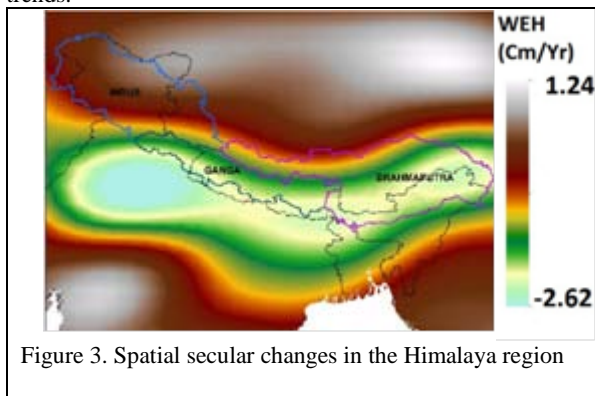 trends.
WEH
(Cm/Yr)
1.24
INDUS
GANGA
BRAHMAPUTRA
-2.62
Figure 3. Spatial secular changes in the Himalaya region